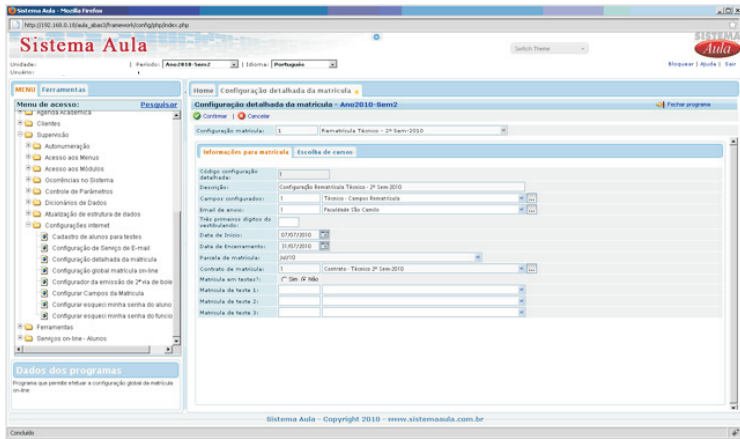 Sistema Aula - Mozilla Firefox
http://192.168.0.18/aula_abas3/framework/config/php/index.php
Sistema Aula
Switch Theme
SISTEMA
Aula
Unidade: | Período: Ano2010-Sem2 | Idioma: Português
Bloquear | Ajuda | Sair
Usuário:
MENU Ferramentas
Home Configuração detalhada da matrícula
Menu de acesso: Pesquisar
Configuração detalhada da matrícula - Ano2010-Sem2
Fechar programa
Confirmar | Cancelar
Configuração matrícula: 1 Rematrícula Técnico - 2º Sem-2010
Agenda Acadêmica
Clientes
Supervisão
Autonumeração
Acesso aos Menus
Acesso aos Módulos
Ocorrências no Sistema
Controle de Parâmetros
Dicionários de Dados
Atualização de estrutura de dados
Configurações internet
Cadastro de alunos para testes
Configuração de Serviço de E-mail
Configuração detalhada da matrícula
Configuração global matrícula on-line
Configurador da emissão de 2ª via de bole
Configurar Campos da Matrícula
Configurar esqueci minha senha do aluno
Configurar esqueci minha senha do funcio
Ferramentas
Serviços on-line - Alunos
Informações para matrícula Escolha de cursos
Código configuração detalhada: 1
Descrição: Configuração Rematrícula Técnico - 2º Sem-2010
Campos configurados: 1 Técnico - Campos Rematrícula
Email de envio: 1 Faculdade São Camilo
Três primeiros dígitos do vestibulando:
Data de Início: 07/07/2010
Data de Encerramento: 31/07/2010
Parcela de matrícula: Jul/10
Contrato de matrícula: 1 Contrato - Técnico 2º Sem-2010
Matrícula em testes?: Sim Não
Matrícula de teste 1:
Matrícula de teste 2:
Matrícula de teste 3:
Dados dos programas
Programa que permite efetuar a configuração global da matrícula
on-line
Sistema Aula - Copyright 2010 - www.sistemaaula.com.br
Concluído